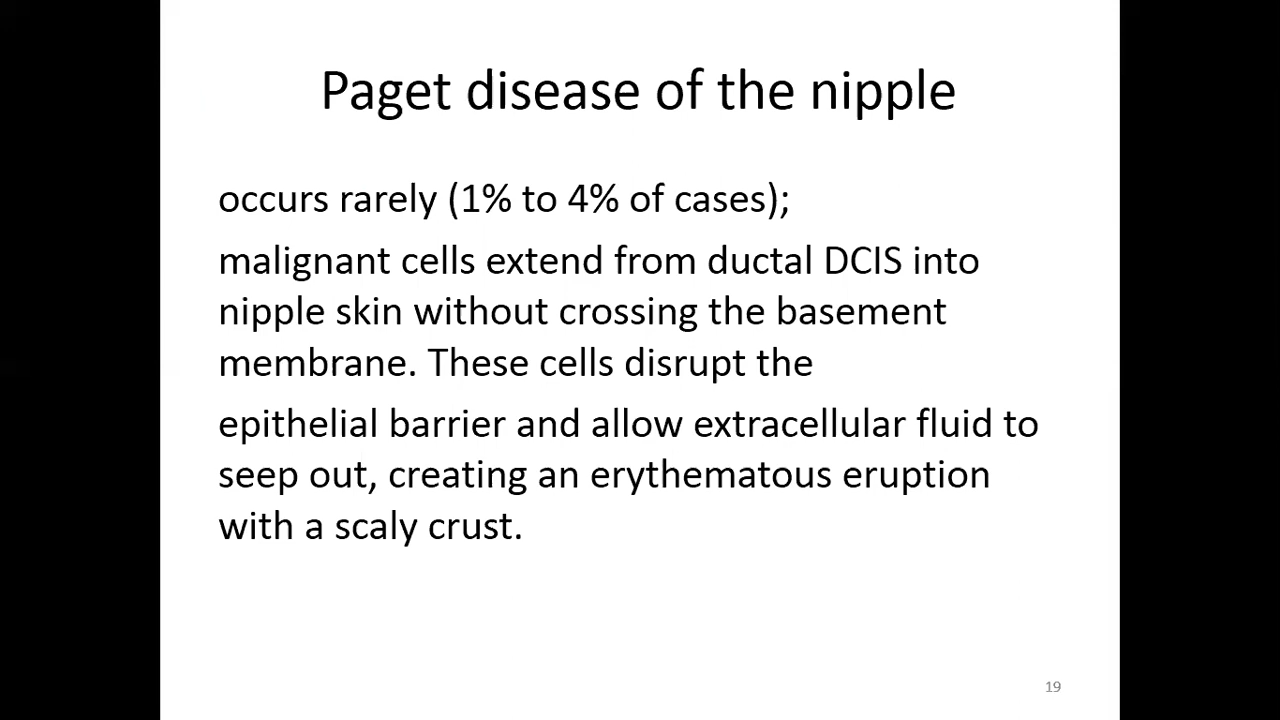 Paget disease of the nipple
occurs rarely (1% to 4% of cases);
malignant cells extend from ductal DCIS into
nipple skin without crossing the basement
membrane. These cells disrupt the
epithelial barrier and allow extracellular fluid to
seep out, creating an erythematous eruption
with a scaly crust.
19